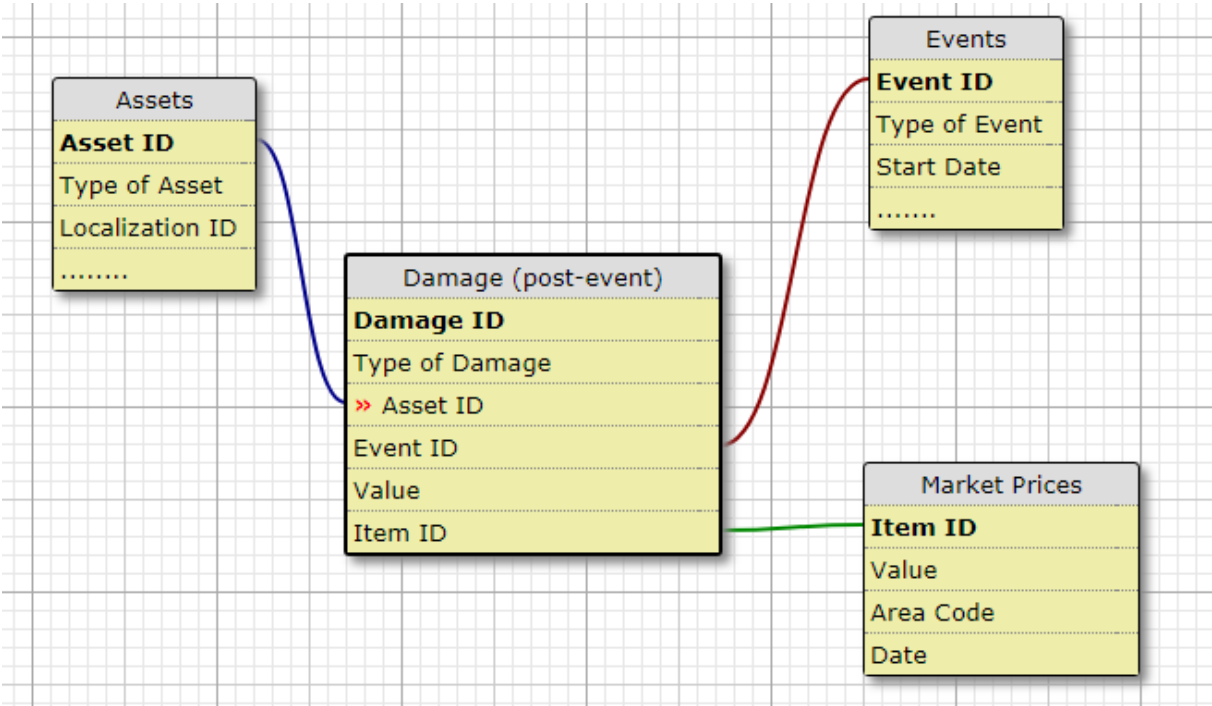 Assets
Asset ID
Type of Asset
Localization ID
........
Damage (post-event)
Damage ID
Type of Damage
» Asset ID
Event ID
Value
Item ID
Events
Event ID
Type of Event
Start Date
.......
Market Prices
Item ID
Value
Area Code
Date